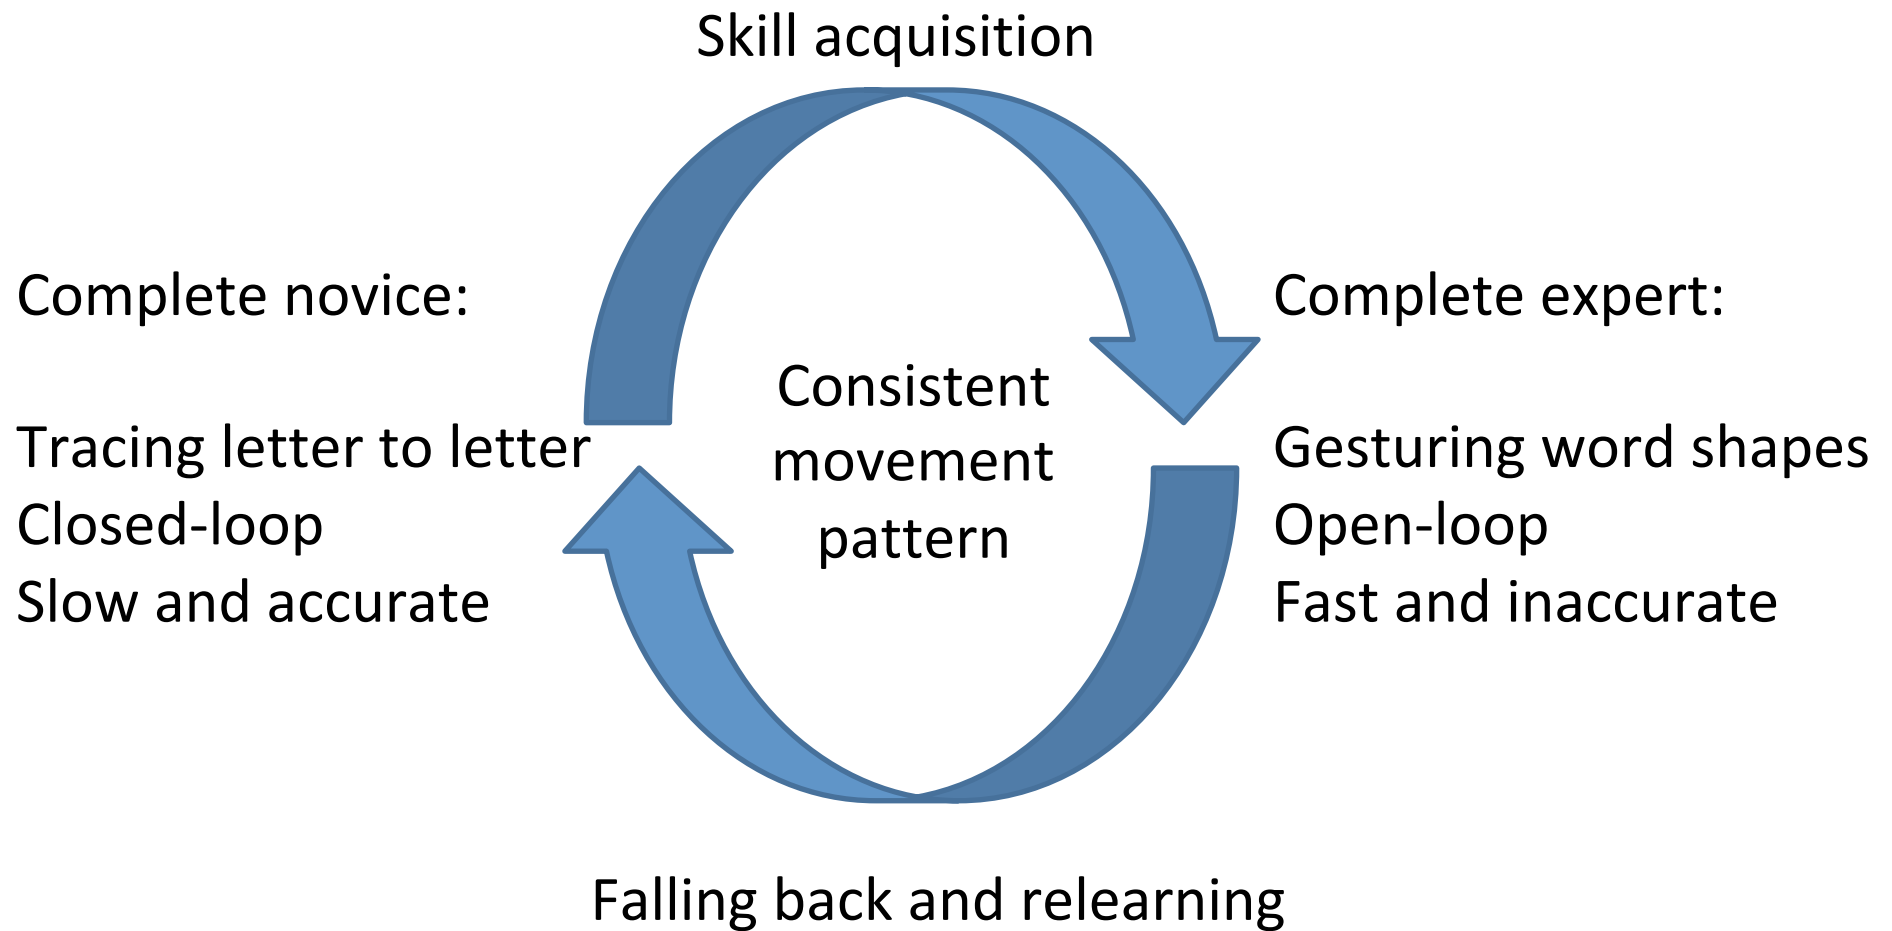 Skill acquisition
Complete novice:
Tracing letter to letter
Closed-loop
Slow and accurate
Consistent
movement
pattern
Complete expert:
Gesturing word shapes
Open-loop
Fast and inaccurate
Falling back and relearning